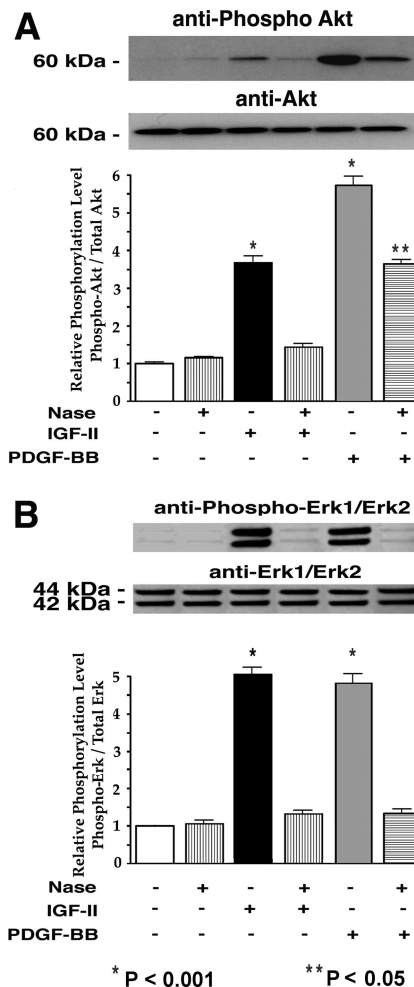 A
anti-Phospho Akt
60 kDa -
anti-Akt
60 kDa -
Relative Phosphorylation Level
Phospho-Akt / Total Akt
6
5
4
3
2
1
0
*
*
**
Nase - + - + - +
IGF-II - - + + - -
PDGF-BB - - - - + +
B
anti-Phospho-Erk1/Erk2
anti-Erk1/Erk2
44 kDa -
42 kDa -
Relative Phosphorylation Level
Phospho-Erk / Total Erk
5
4
3
2
1
0
*
*
Nase - + - + - +
IGF-II - - + + - -
PDGF-BB - - - - + +
* P < 0.001 ** P < 0.05